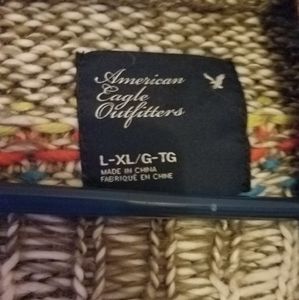 American
Eagle
Outfitters
L-XL/G-TG
MADE IN CHINA
FABRIQUÉ EN CHINE